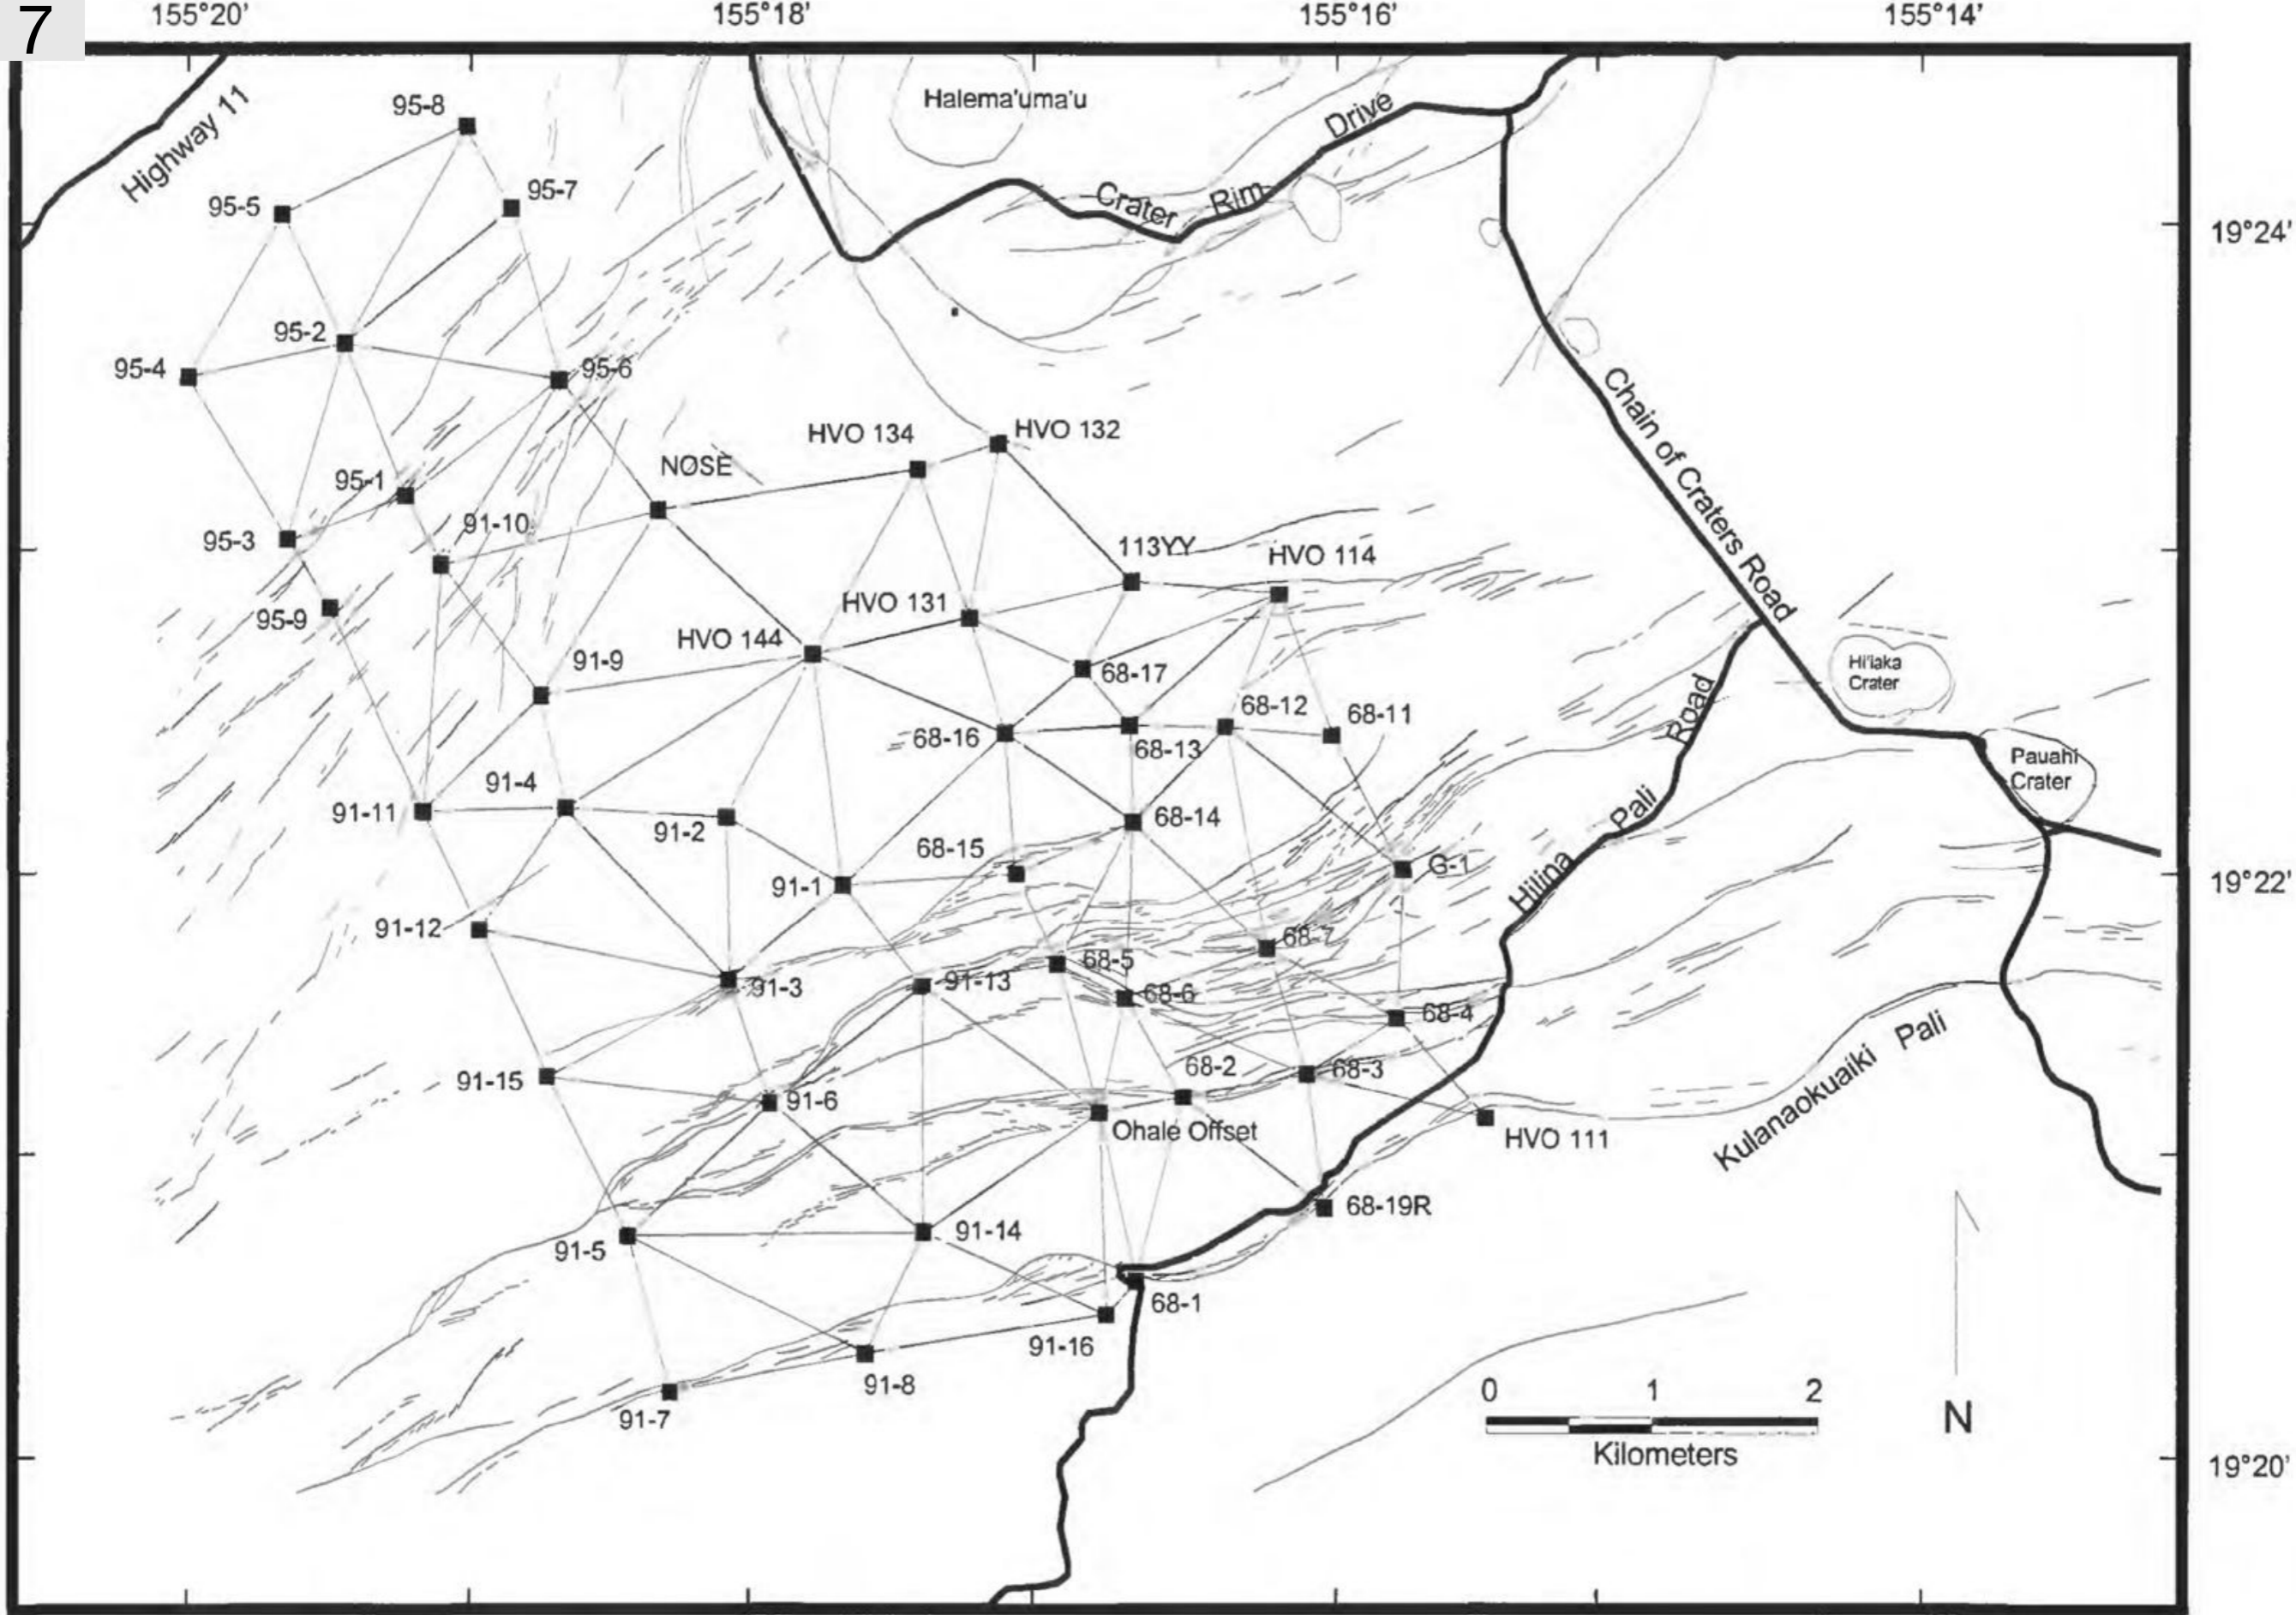 7
155°20'
155°18'
155°16'
155°14'
Highway 11
Halema'uma'u
Crater Rim Drive
19°24'
95-8
95-7
95-5
95-2
95-4
95-6
HVO 134
HVO 132
NOSE
95-1
95-3
91-10
95-9
113YY
HVO 114
HVO 131
HVO 144
Chain of Craters Road
Hi'iaka
Crater
91-9
68-17
68-12
68-11
68-16
68-13
Pauahi
Crater
91-4
91-11
91-2
68-14
68-15
91-1
G-1
Hilina Pali Road
19°22'
91-12
68-7
68-5
91-3
91-13
68-6
68-4
Kulanaokuaiki Pali
91-15
91-6
68-2
68-3
Ohale Offset
HVO 111
68-19R
91-5
91-14
68-1
91-16
91-8
91-7
0 1 2
Kilometers
N
19°20'